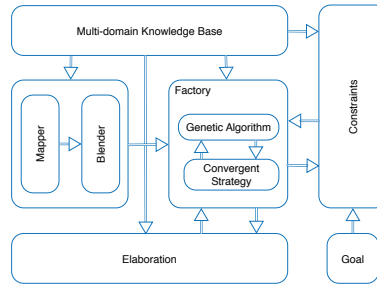 Multi-domain Knowledge Base
Factory
Constraints
Mapper
Blender
Genetic Algorithm
Convergent
Strategy
Elaboration
Goal